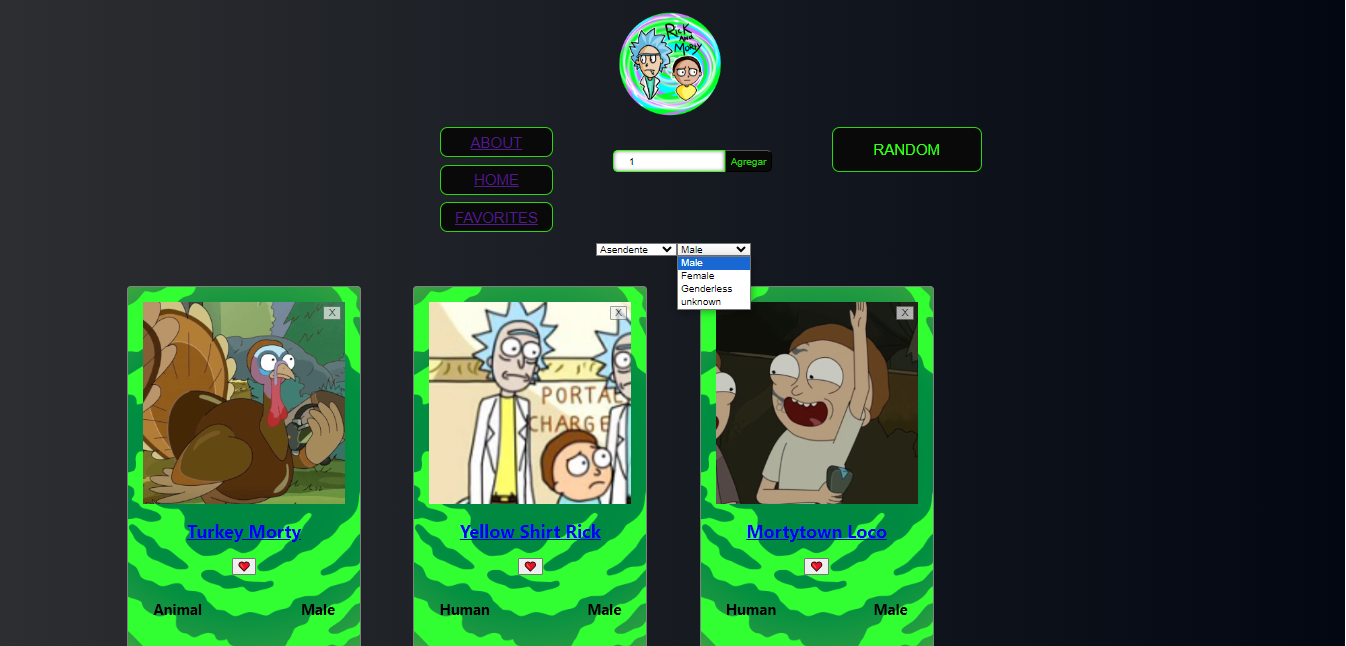 Rick
And
Morty
ABOUT
HOME
FAVORITES
1
Agregar
RANDOM
Asendente
Male
Male
Female
Genderless
unknown
X
X
X
PORTAL
CHARGE
Turkey Morty
Yellow Shirt Rick
Mortytown Loco
Animal
Male
Human
Male
Human
Male